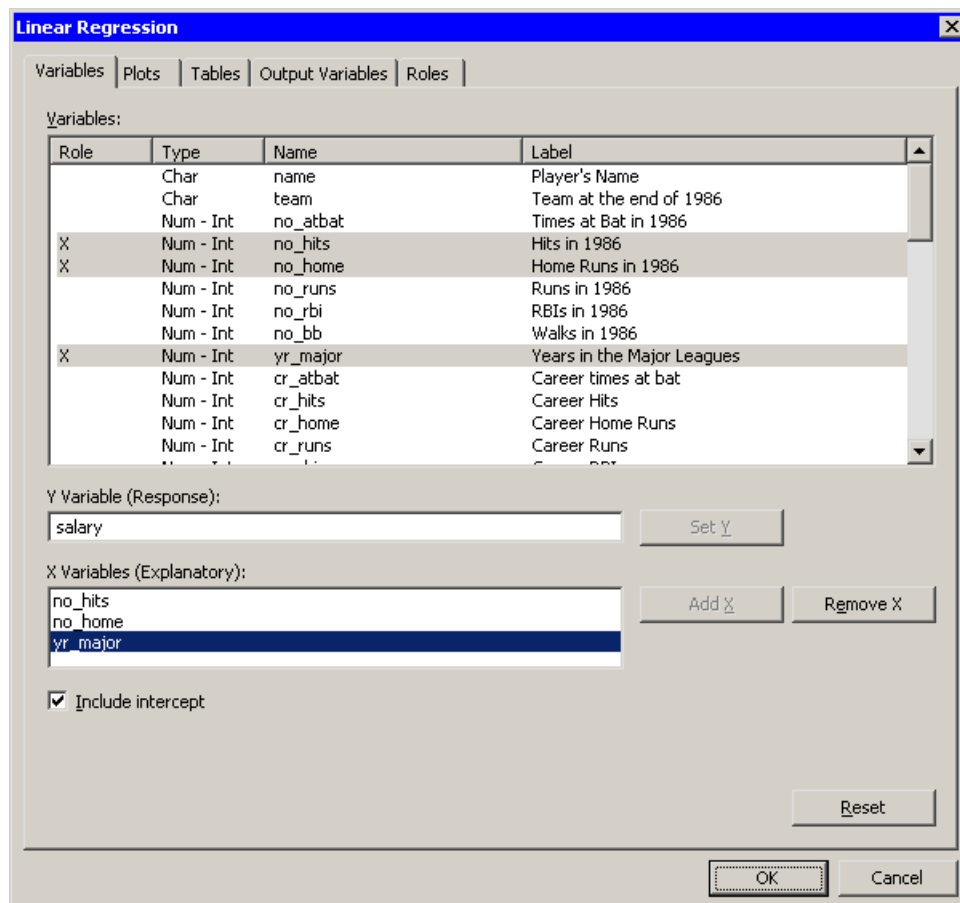 Linear Regression
Variables Plots Tables Output Variables Roles
Variables:
Role Type Name Label
Char name Player's Name
Char team Team at the end of 1986
Num - Int no_atbat Times at Bat in 1986
X Num - Int no_hits Hits in 1986
X Num - Int no_home Home Runs in 1986
Num - Int no_runs Runs in 1986
Num - Int no_rbi RBIs in 1986
Num - Int no_bb Walks in 1986
X Num - Int yr_major Years in the Major Leagues
Num - Int cr_atbat Career times at bat
Num - Int cr_hits Career Hits
Num - Int cr_home Career Home Runs
Num - Int cr_runs Career Runs
Y Variable (Response):
salary Set Y
X Variables (Explanatory):
no_hits Add X Remove X
no_home
yr_major
Include intercept
Reset
OK Cancel